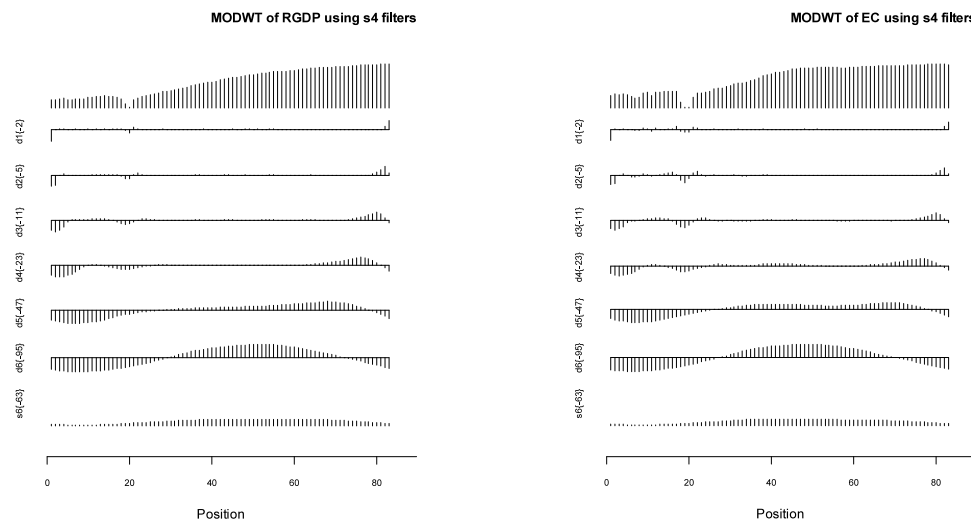 MODWT of RGDP using s4 filters
d1{-2}
d2{-5}
d3{-11}
d4{-23}
d5{-47}
d6{-95}
s6{-63}
0 20 40 60 80
Position
MODWT of EC using s4 filters
d1{-2}
d2{-5}
d3{-11}
d4{-23}
d5{-47}
d6{-95}
s6{-63}
0 20 40 60 80
Position